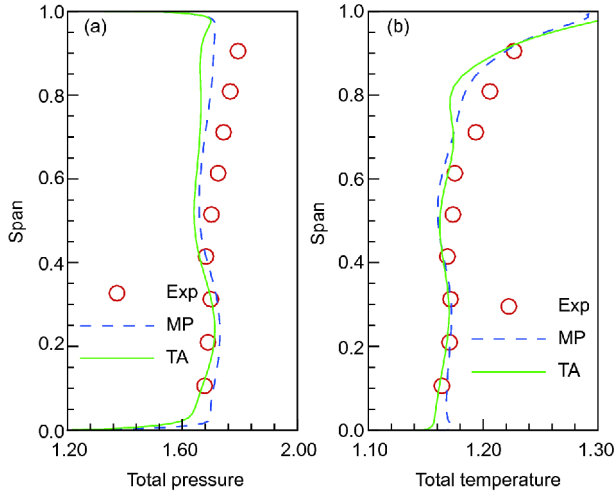 (a)
(b)
1.0
0.8
0.6
0.4
0.2
0.0
Span
Exp
MP
TA
1.20
1.60
2.00
Total pressure
1.0
0.8
0.6
0.4
0.2
0.0
Span
Exp
MP
TA
1.10
1.20
1.30
Total temperature